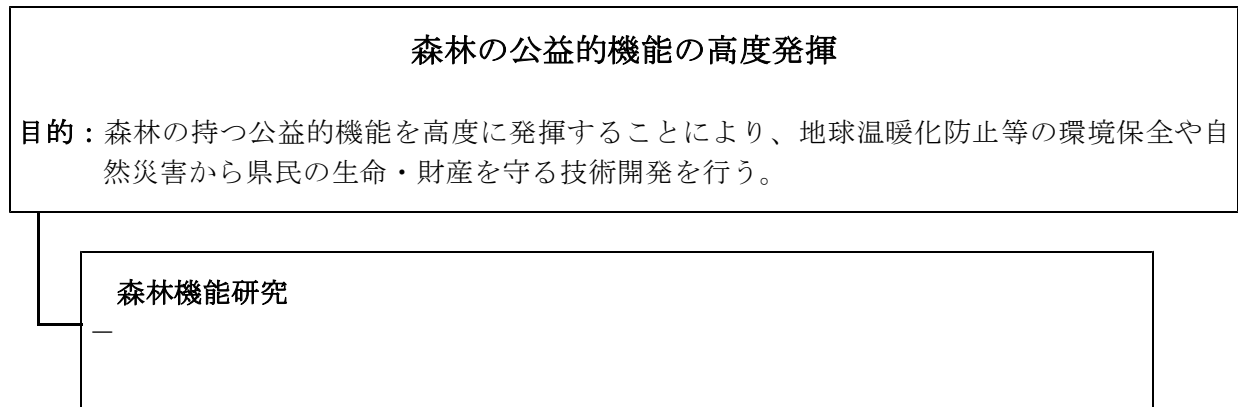 森林の公益的機能の高度発揮
目的：森林の持つ公益的機能を高度に発揮することにより、地球温暖化防止等の環境保全や自
然災害から県民の生命・財産を守る技術開発を行う。
森林機能研究